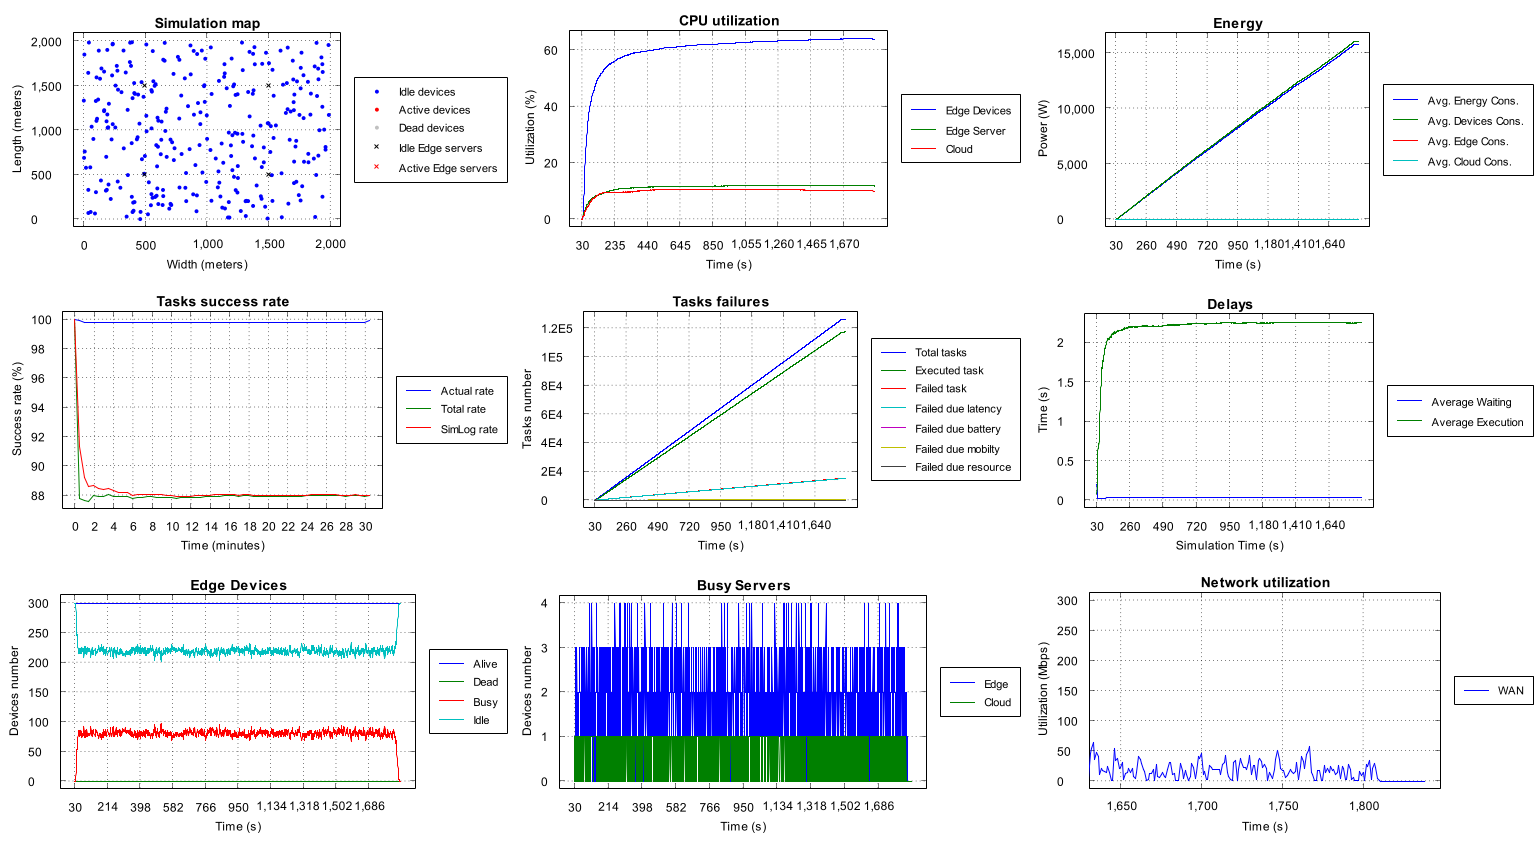 Simulation map
Length (meters)
2,000
1,500
1,000
500
0
0 500 1,000 1,500 2,000
Width (meters)
Idle devices
Active devices
Dead devices
Idle Edge servers
Active Edge servers
CPU utilization
Utilization (%)
60
40
20
0
30 235 440 645 850 1,055 1,260 1,465 1,670
Time (s)
Edge Devices
Edge Server
Cloud
Energy
Power (W)
15,000
10,000
5,000
0
30 260 490 720 950 1,180 1,410 1,640
Time (s)
Avg. Energy Cons.
Avg. Devices Cons.
Avg. Edge Cons.
Avg. Cloud Cons.
Tasks success rate
Success rate (%)
100
98
96
94
92
90
88
0 2 4 6 8 10 12 14 16 18 20 22 24 26 28 30
Time (minutes)
Actual rate
Total rate
SimLog rate
Tasks failures
Tasks number
1.2E5
1E5
8E4
6E4
4E4
2E4
0
30 260 490 720 950 1,180 1,410 1,640
Time (s)
Total tasks
Executed task
Failed task
Failed due latency
Failed due battery
Failed due mobilty
Failed due resource
Delays
Time (s)
2
1.5
1
0.5
0
30 260 490 720 950 1,180 1,410 1,640
Simulation Time (s)
Average Waiting
Average Execution
Edge Devices
Devices number
300
250
200
150
100
50
0
30 214 398 582 766 950 1,134 1,318 1,502 1,686
Time (s)
Alive
Dead
Busy
Idle
Busy Servers
Devices number
4
3
2
1
0
30 214 398 582 766 950 1,134 1,318 1,502 1,686
Time (s)
Edge
Cloud
Network utilization
Utilization (Mbps)
300
250
200
150
100
50
0
1,650 1,700 1,750 1,800
Time (s)
WAN